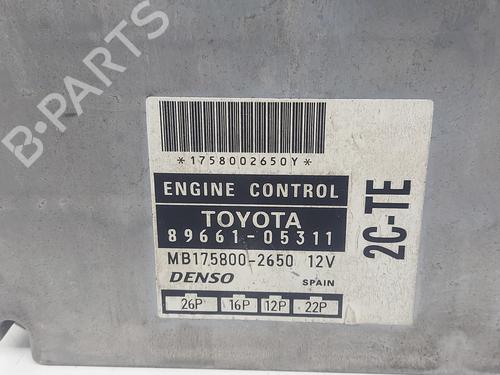 B-PARTS
*1758002650Y*
ENGINE CONTROL
TOYOTA
89661-05311
MB175800-2650 12V
DENSO SPAIN
26P 16P 12P 22P
2C-TE